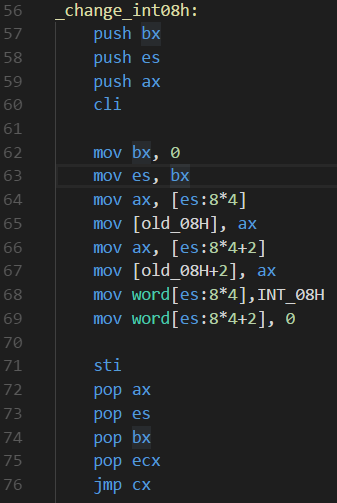 56 _change_int08h:
57 push bx
58 push es
59 push ax
60 cli
61
62 mov bx, 0
63 mov es, bx
64 mov ax, [es:8*4]
65 mov [old_08H], ax
66 mov ax, [es:8*4+2]
67 mov [old_08H+2], ax
68 mov word[es:8*4],INT_08H
69 mov word[es:8*4+2], 0
70
71 sti
72 pop ax
73 pop es
74 pop bx
75 pop ecx
76 jmp cx